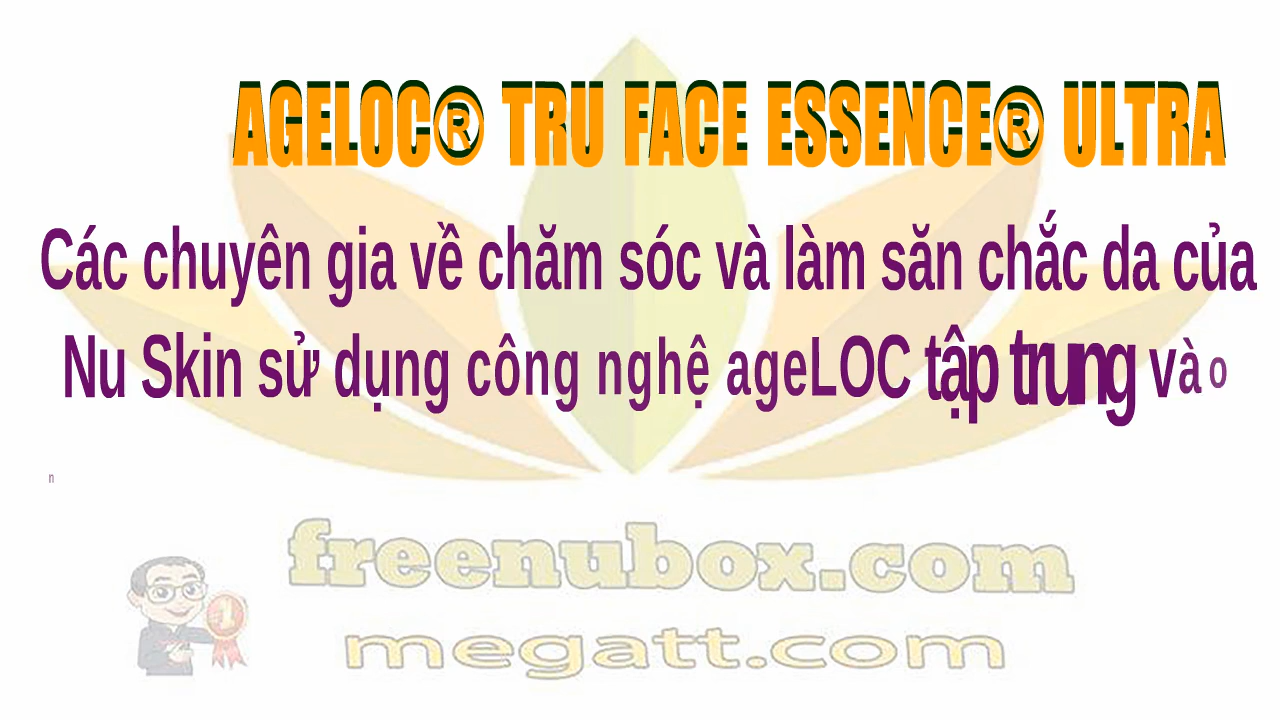 AGELOC® TRU FACE ESSENCE® ULTRA
Các chuyên gia về chăm sóc và làm săn chắc da của
Nu Skin sử dụng công nghệ ageLOC tập trung vào
n
freenubox.com
1
megatt.com